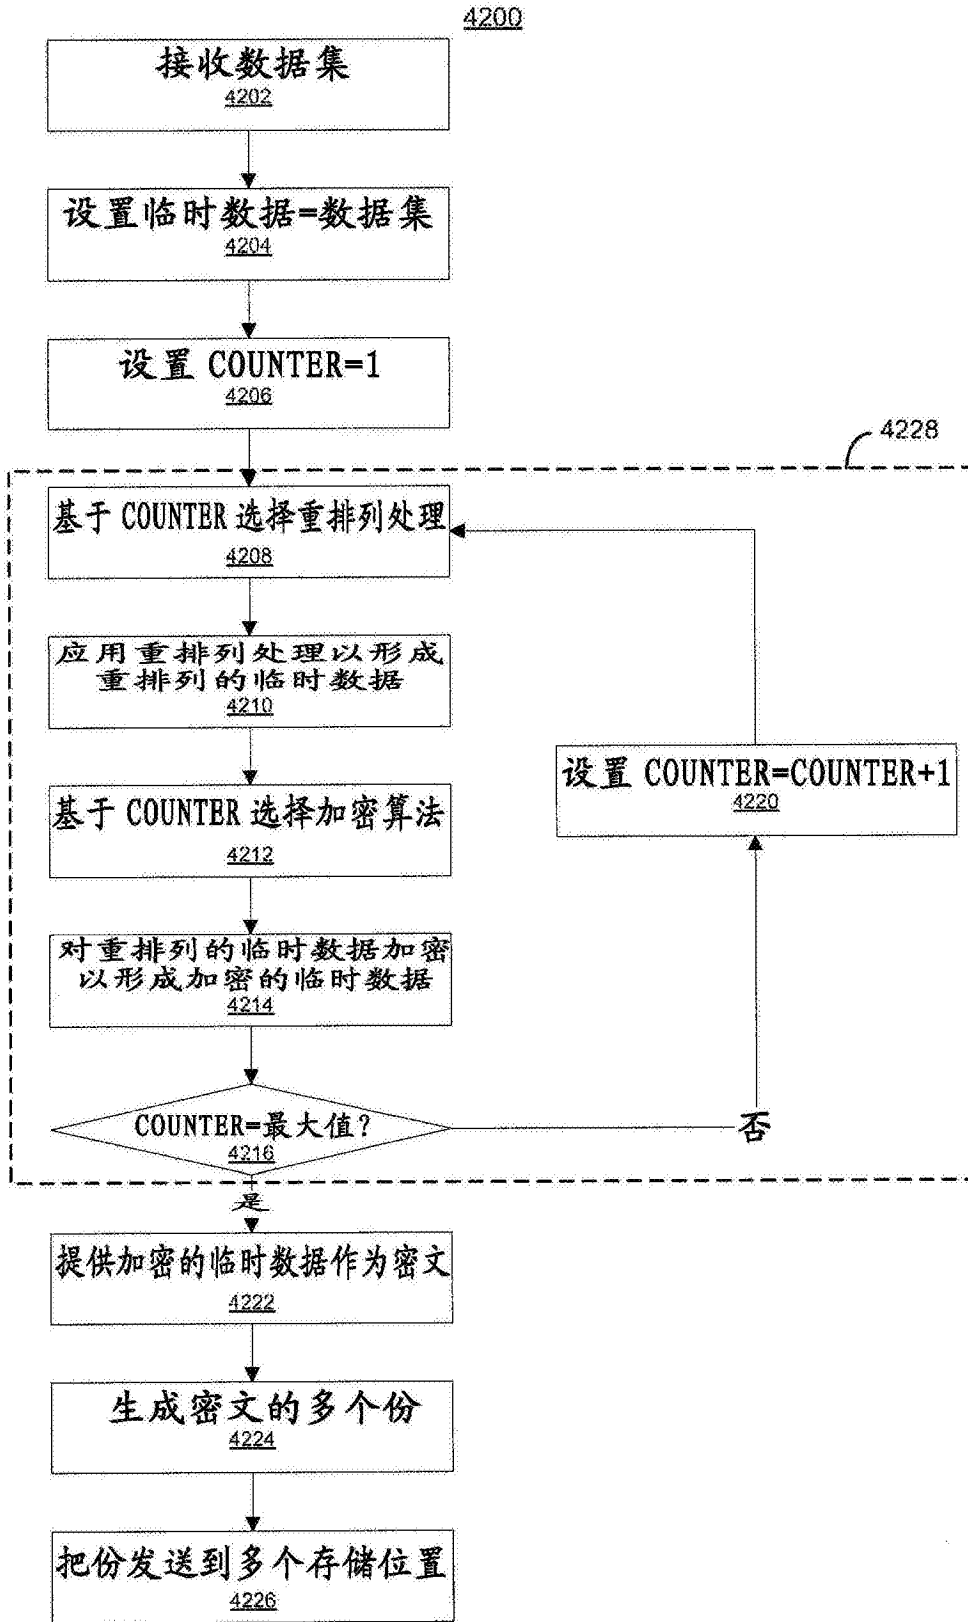 4200
接收数据集
4202
设置临时数据=数据集
4204
设置 COUNTER=1
4206
4228
基于 COUNTER 选择重排列处理
4208
应用重排列处理以形成
重排列的临时数据
4210
基于 COUNTER 选择加密算法
4212
对重排列的临时数据加密
以形成加密的临时数据
4214
COUNTER=最大值?
4216
否
设置 COUNTER=COUNTER+1
4220
是
提供加密的临时数据作为密文
4222
生成密文的多个份
4224
把份发送到多个存储位置
4226